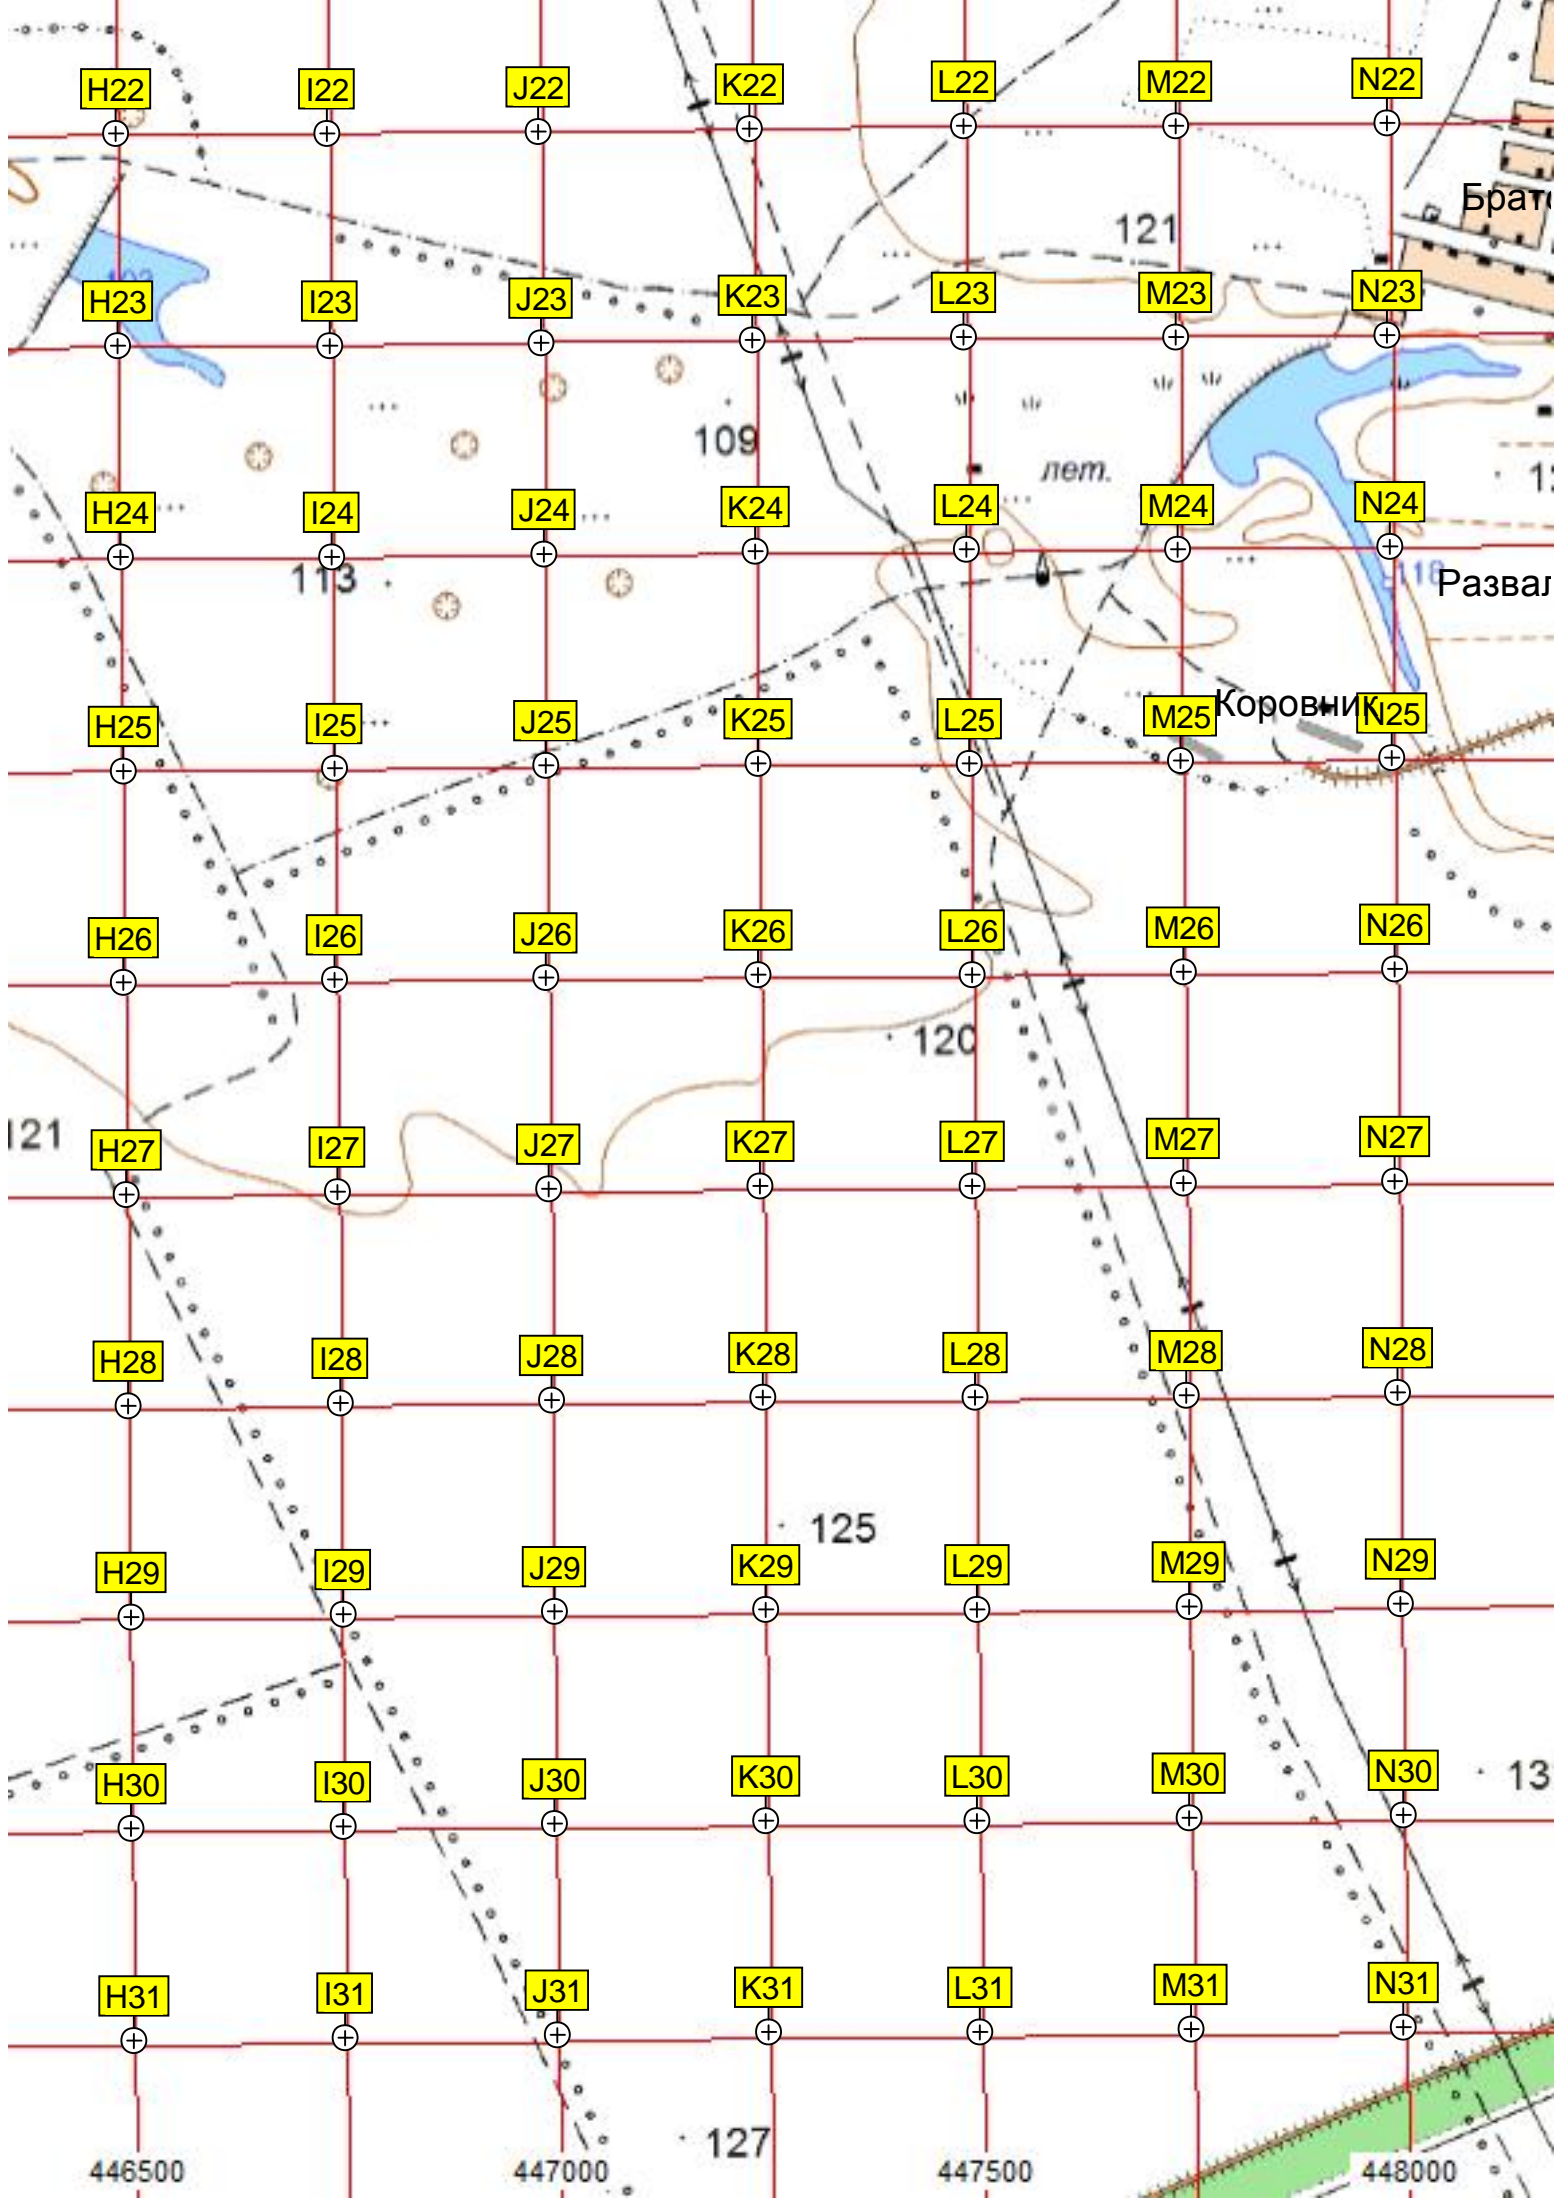 H22 I22 J22 K22 L22 M22 N22
Брат
121
H23 I23 J23 K23 L23 M23 N23
109
лет.
H24 I24 J24 K24 L24 M24 N24
113
118
Развал
Коровник
H25 I25 J25 K25 L25 M25 N25
H26 I26 J26 K26 L26 M26 N26
120
121
H27 I27 J27 K27 L27 M27 N27
H28 I28 J28 K28 L28 M28 N28
125
H29 I29 J29 K29 L29 M29 N29
H30 I30 J30 K30 L30 M30 N30
13
H31 I31 J31 K31 L31 M31 N31
127
446500 447000 447500 448000